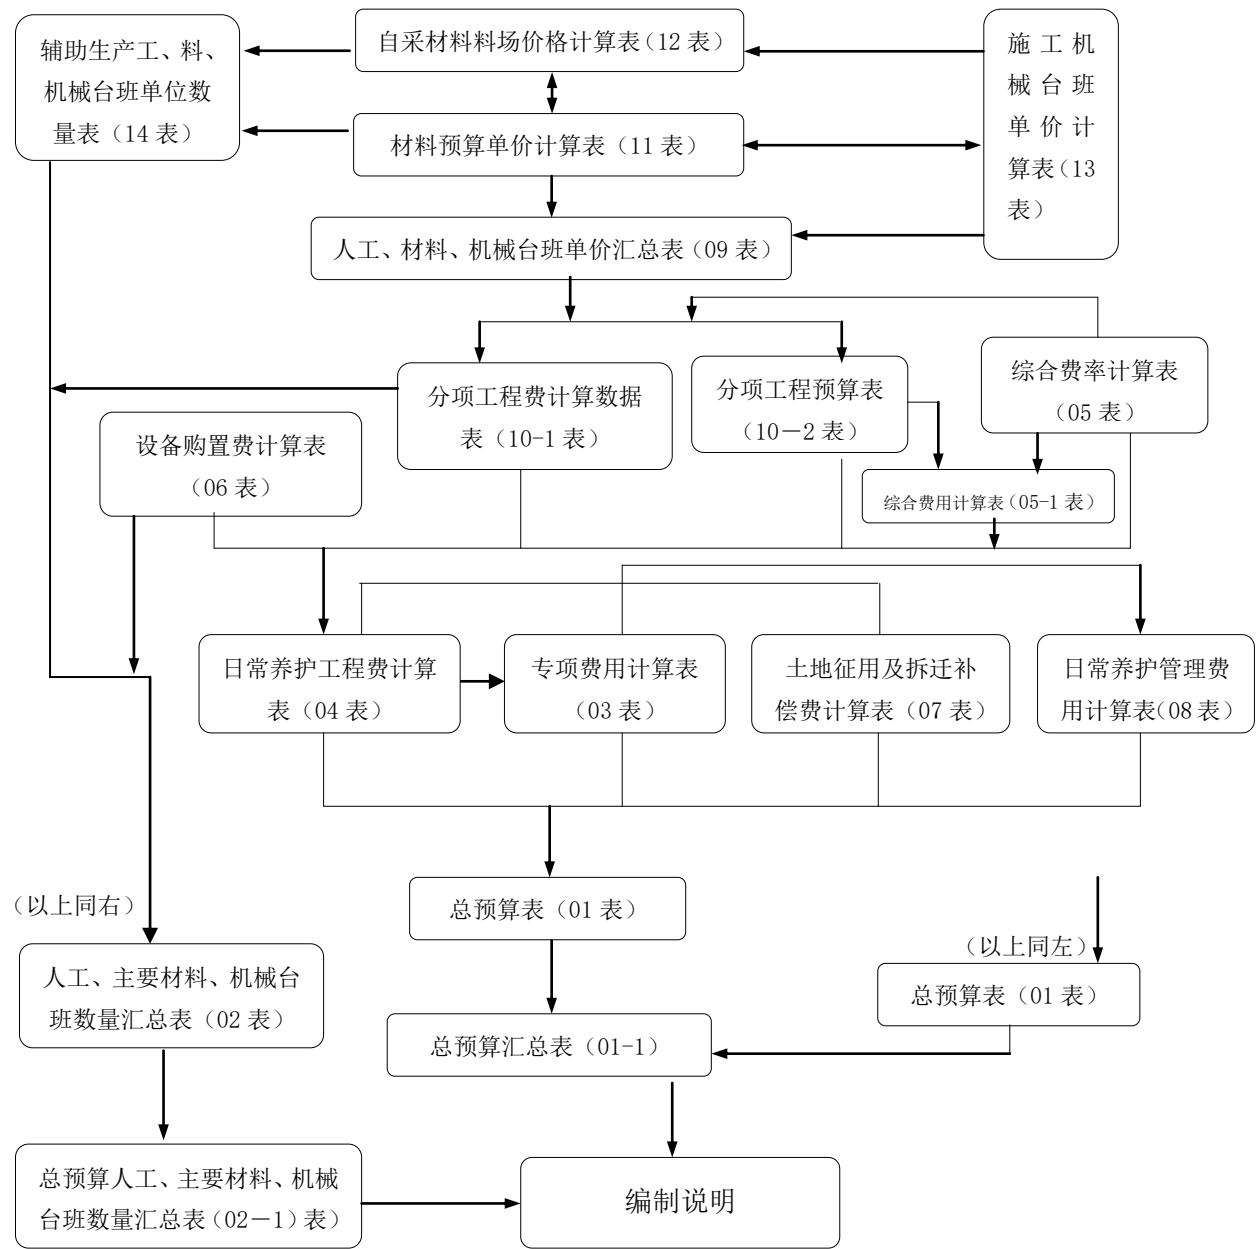 辅助生产工、料、
机械台班单位数
量表（14 表）
自采材料料场价格计算表（12 表）
施工机
械台班
单价计
算表（13
表）
材料预算单价计算表（11 表）
人工、材料、机械台班单价汇总表（09 表）
分项工程费计算数据
表（10-1 表）
分项工程预算表
（10－2 表）
综合费率计算表
（05 表）
设备购置费计算表
（06 表）
综合费用计算表（05-1 表）
日常养护工程费计算
表（04 表）
专项费用计算表
（03 表）
土地征用及拆迁补
偿费计算表（07 表）
日常养护管理费
用计算表（08 表）
（以上同右）
总预算表（01 表）
（以上同左）
人工、主要材料、机械台
班数量汇总表（02 表）
总预算表（01 表）
总预算汇总表（01-1）
总预算人工、主要材料、机械
台班数量汇总表（02－1）表）
编制说明